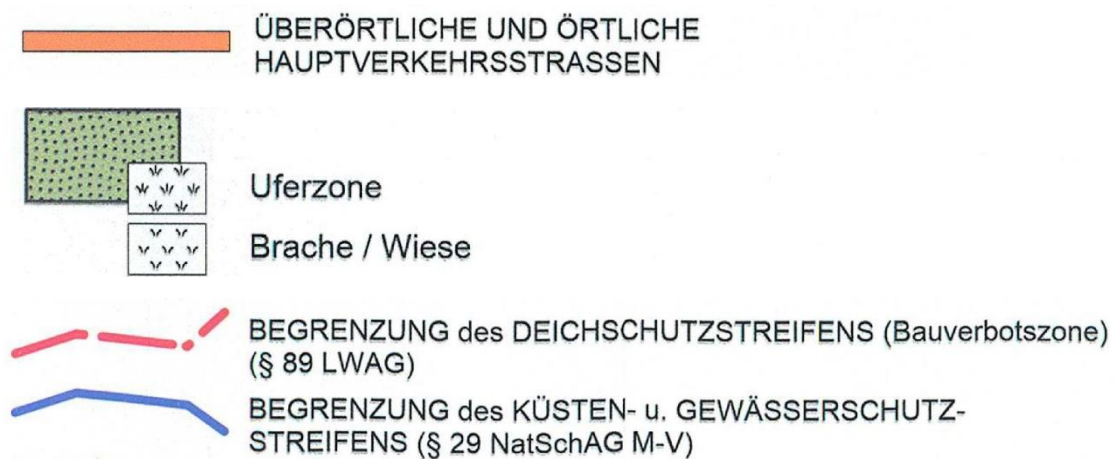 ÜBERÖRTLICHE UND ÖRTLICHE
HAUPTVERKEHRSSTRASSEN
Uferzone
Brache / Wiese
BEGRENZUNG des DEICHSCHUTZSTREIFENS (Bauverbotszone)
(§ 89 LWAG)
BEGRENZUNG des KÜSTEN- u. GEWÄSSERSCHUTZ-
STREIFENS (§ 29 NatSchAG M-V)